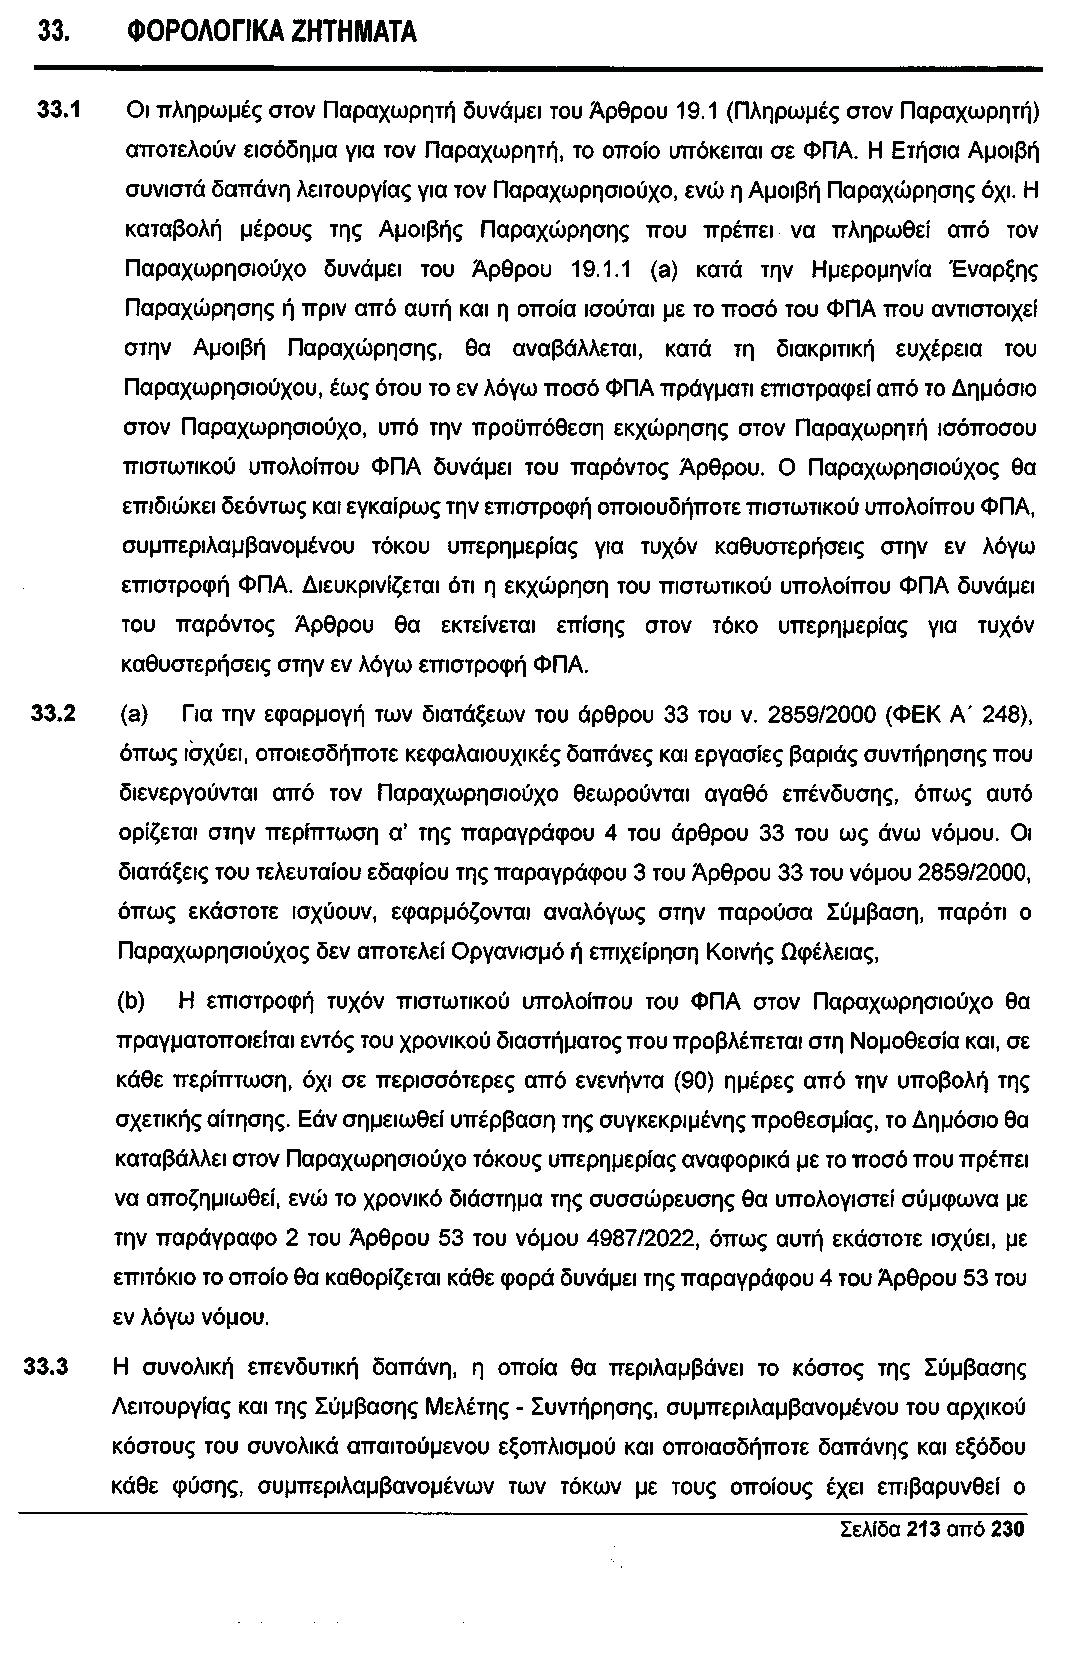 33. ΦΟΡΟΛΟΓΙΚΑ ΖΗΤΗΜΑΤΑ
33.1 Οι πληρωμές στον Παραχωρητή δυνάμει του Άρθρου 19.1 (Πληρωμές στον Παραχωρητή)
αποτελούν εισόδημα για τον Παραχωρητή, το οποίο υπόκειται σε ΦΠΑ. Η Ετήσια Αμοιβή
συνιστά δαπάνη λειτουργίας για τον Παραχωρησιούχο, ενώ η Αμοιβή Παραχώρησης όχι. Η
καταβολή μέρους της Αμοιβής Παραχώρησης που πρέπει να πληρωθεί από τον
Παραχωρησιούχο δυνάμει του Άρθρου 19.1.1 (a) κατά την Ημερομηνία Έναρξης
Παραχώρησης ή πριν από αυτή και η οποία ισούται με το ποσό του ΦΠΑ που αντιστοιχεί
στην Αμοιβή Παραχώρησης, θα αναβάλλεται, κατά τη διακριτική ευχέρεια του
Παραχωρησιούχου, έως ότου το εν λόγω ποσό ΦΠΑ πράγματι επιστραφεί από το Δημόσιο
στον Παραχωρησιούχο, υπό την προϋπόθεση εκχώρησης στον Παραχωρητή ισόποσου
πιστωτικού υπολοίπου ΦΠΑ δυνάμει του παρόντος Άρθρου. Ο Παραχωρησιούχος θα
επιδιώκει δεόντως και εγκαίρως την επιστροφή οποιουδήποτε πιστωτικού υπολοίπου ΦΠΑ,
συμπεριλαμβανομένου τόκου υπερημερίας για τυχόν καθυστερήσεις στην εν λόγω
επιστροφή ΦΠΑ. Διευκρινίζεται ότι η εκχώρηση του πιστωτικού υπολοίπου ΦΠΑ δυνάμει
του παρόντος Άρθρου θα εκτείνεται επίσης στον τόκο υπερημερίας για τυχόν
καθυστερήσεις στην εν λόγω επιστροφή ΦΠΑ.
33.2 (a) Για την εφαρμογή των διατάξεων του άρθρου 33 του ν. 2859/2000 (ΦΕΚ Α΄ 248),
όπως ισχύει, οποιεσδήποτε κεφαλαιουχικές δαπάνες και εργασίες βαριάς συντήρησης που
διενεργούνται από τον Παραχωρησιούχο θεωρούνται αγαθό επένδυσης, όπως αυτό
ορίζεται στην περίπτωση α' της παραγράφου 4 του άρθρου 33 του ως άνω νόμου. Οι
διατάξεις του τελευταίου εδαφίου της παραγράφου 3 του Άρθρου 33 του νόμου 2859/2000,
όπως εκάστοτε ισχύουν, εφαρμόζονται αναλόγως στην παρούσα Σύμβαση, παρότι ο
Παραχωρησιούχος δεν αποτελεί Οργανισμό ή επιχείρηση Κοινής Ωφέλειας,
(b) Η επιστροφή τυχόν πιστωτικού υπολοίπου του ΦΠΑ στον Παραχωρησιούχο θα
πραγματοποιείται εντός του χρονικού διαστήματος που προβλέπεται στη Νομοθεσία και, σε
κάθε περίπτωση, όχι σε περισσότερες από ενενήντα (90) ημέρες από την υποβολή της
σχετικής αίτησης. Εάν σημειωθεί υπέρβαση της συγκεκριμένης προθεσμίας, το Δημόσιο θα
καταβάλλει στον Παραχωρησιούχο τόκους υπερημερίας αναφορικά με το ποσό που πρέπει
να αποζημιωθεί, ενώ το χρονικό διάστημα της συσσώρευσης θα υπολογιστεί σύμφωνα με
την παράγραφο 2 του Άρθρου 53 του νόμου 4987/2022, όπως αυτή εκάστοτε ισχύει, με
επιτόκιο το οποίο θα καθορίζεται κάθε φορά δυνάμει της παραγράφου 4 του Άρθρου 53 του
εν λόγω νόμου.
33.3 Η συνολική επενδυτική δαπάνη, η οποία θα περιλαμβάνει το κόστος της Σύμβασης
Λειτουργίας και της Σύμβασης Μελέτης - Συντήρησης, συμπεριλαμβανομένου του αρχικού
κόστους του συνολικά απαιτούμενου εξοπλισμού και οποιασδήποτε δαπάνης και εξόδου
κάθε φύσης, συμπεριλαμβανομένων των τόκων με τους οποίους έχει επιβαρυνθεί ο
Σελίδα 213 από 230